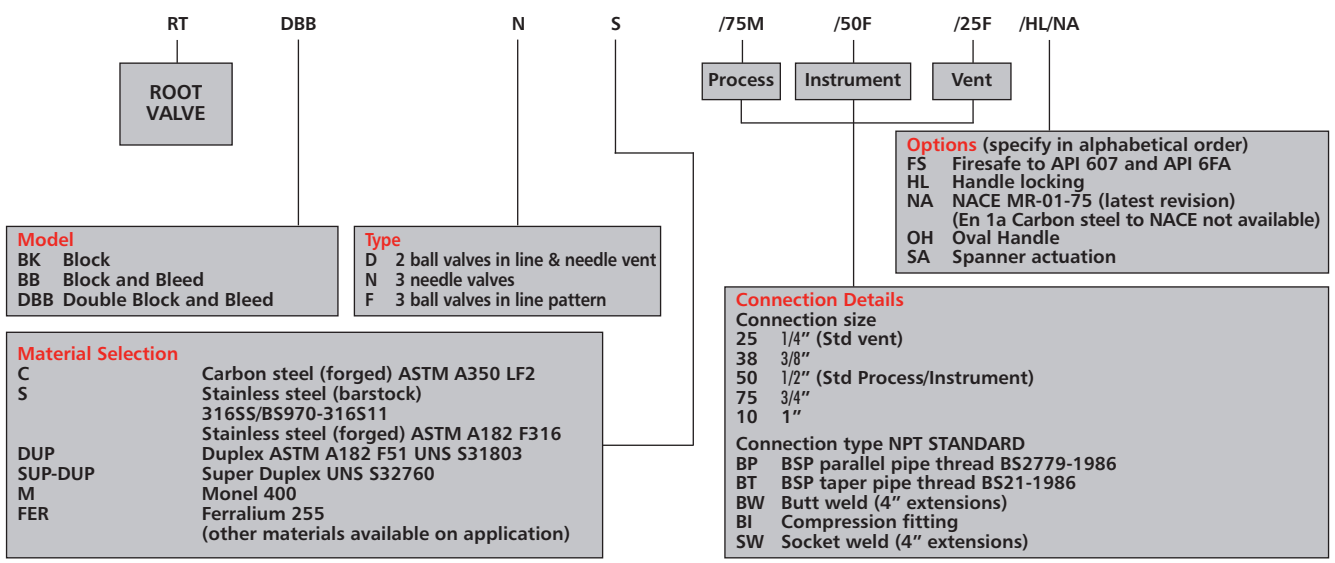 RT DBB N S /75M /50F /25F /HL/NA
ROOT
VALVE
Process Instrument Vent
Options (specify in alphabetical order)
FS Firesafe to API 607 and API 6FA
HL Handle locking
NA NACE MR-01-75 (latest revision)
(En 1a Carbon steel to NACE not available)
OH Oval Handle
SA Spanner actuation
Model
BK Block
BB Block and Bleed
DBB Double Block and Bleed
Type
D 2 ball valves in line & needle vent
N 3 needle valves
F 3 ball valves in line pattern
Material Selection
C Carbon steel (forged) ASTM A350 LF2
S Stainless steel (barstock)
316SS/BS970-316S11
Stainless steel (forged) ASTM A182 F316
DUP Duplex ASTM A182 F51 UNS S31803
SUP-DUP Super Duplex UNS S32760
M Monel 400
FER Ferralium 255
(other materials available on application)
Connection Details
Connection size
25 1/4” (Std vent)
38 3/8”
50 1/2” (Std Process/Instrument)
75 3/4”
10 1”
Connection type NPT STANDARD
BP BSP parallel pipe thread BS2779-1986
BT BSP taper pipe thread BS21-1986
BW Butt weld (4” extensions)
BI Compression fitting
SW Socket weld (4” extensions)